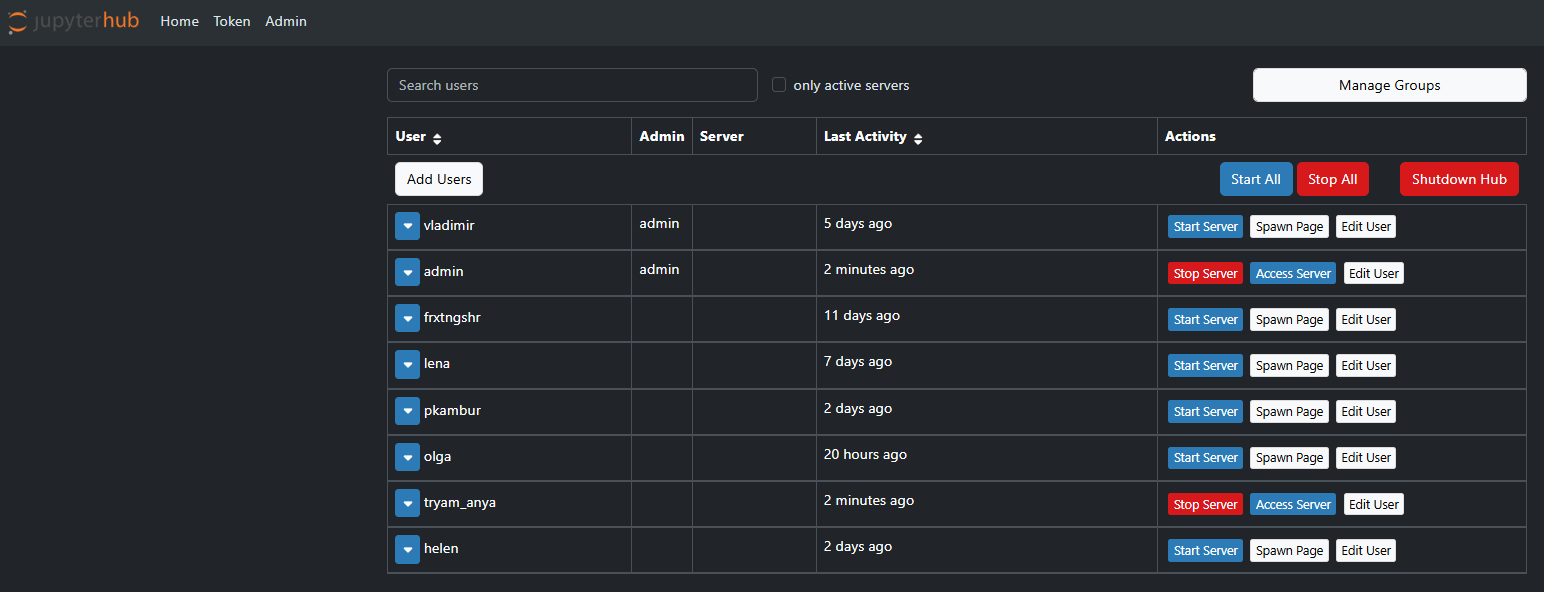 jupyterhub Home Token Admin
Search users only active servers Manage Groups
User Admin Server Last Activity Actions
Add Users Start All Stop All Shutdown Hub
vladimir admin 5 days ago Start Server Spawn Page Edit User
admin admin 2 minutes ago Stop Server Access Server Edit User
frxtngshr 11 days ago Start Server Spawn Page Edit User
lena 7 days ago Start Server Spawn Page Edit User
pkambur 2 days ago Start Server Spawn Page Edit User
olga 20 hours ago Start Server Spawn Page Edit User
tryam_anya 2 minutes ago Stop Server Access Server Edit User
helen 2 days ago Start Server Spawn Page Edit User